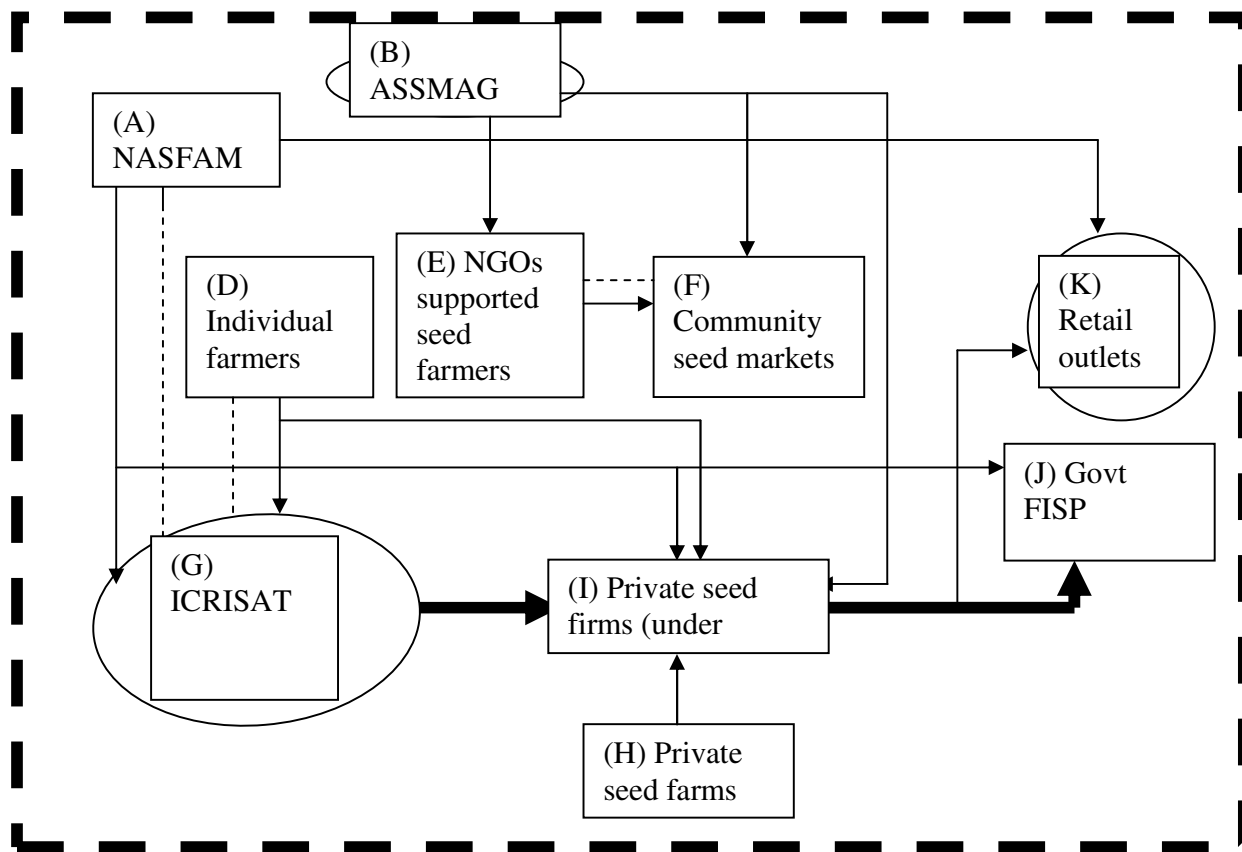 (B)
ASSMAG
(A)
NASFAM
(E) NGOs
supported
seed
farmers
(D)
Individual
farmers
(F)
Community
seed markets
(K)
Retail
outlets
(J) Govt
FISP
(G)
ICRISAT
(I) Private seed
firms (under
(H) Private
seed farms